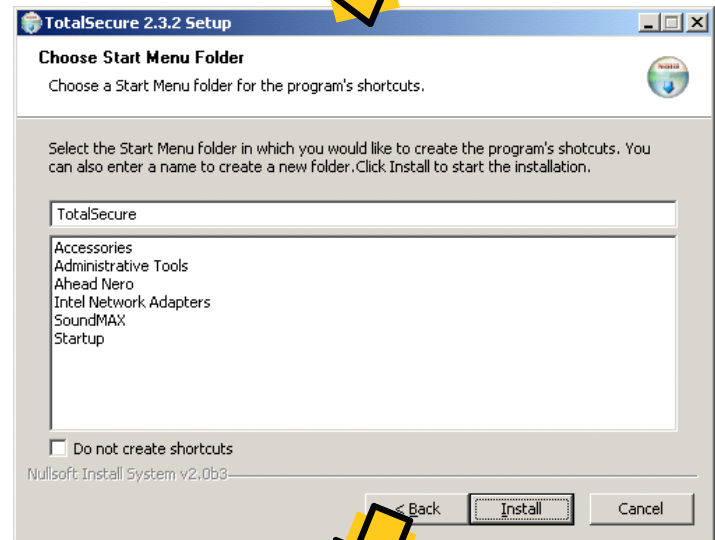 TotalSecure 2.3.2 Setup
Choose Start Menu Folder
Choose a Start Menu folder for the program's shortcuts.
Select the Start Menu folder in which you would like to create the program's shotcuts. You
can also enter a name to create a new folder.Click Install to start the installation.
TotalSecure
Accessories
Administrative Tools
Ahead Nero
Intel Network Adapters
SoundMAX
Startup
Do not create shortcuts
Nullsoft Install System v2.0b3
< Back
Install
Cancel